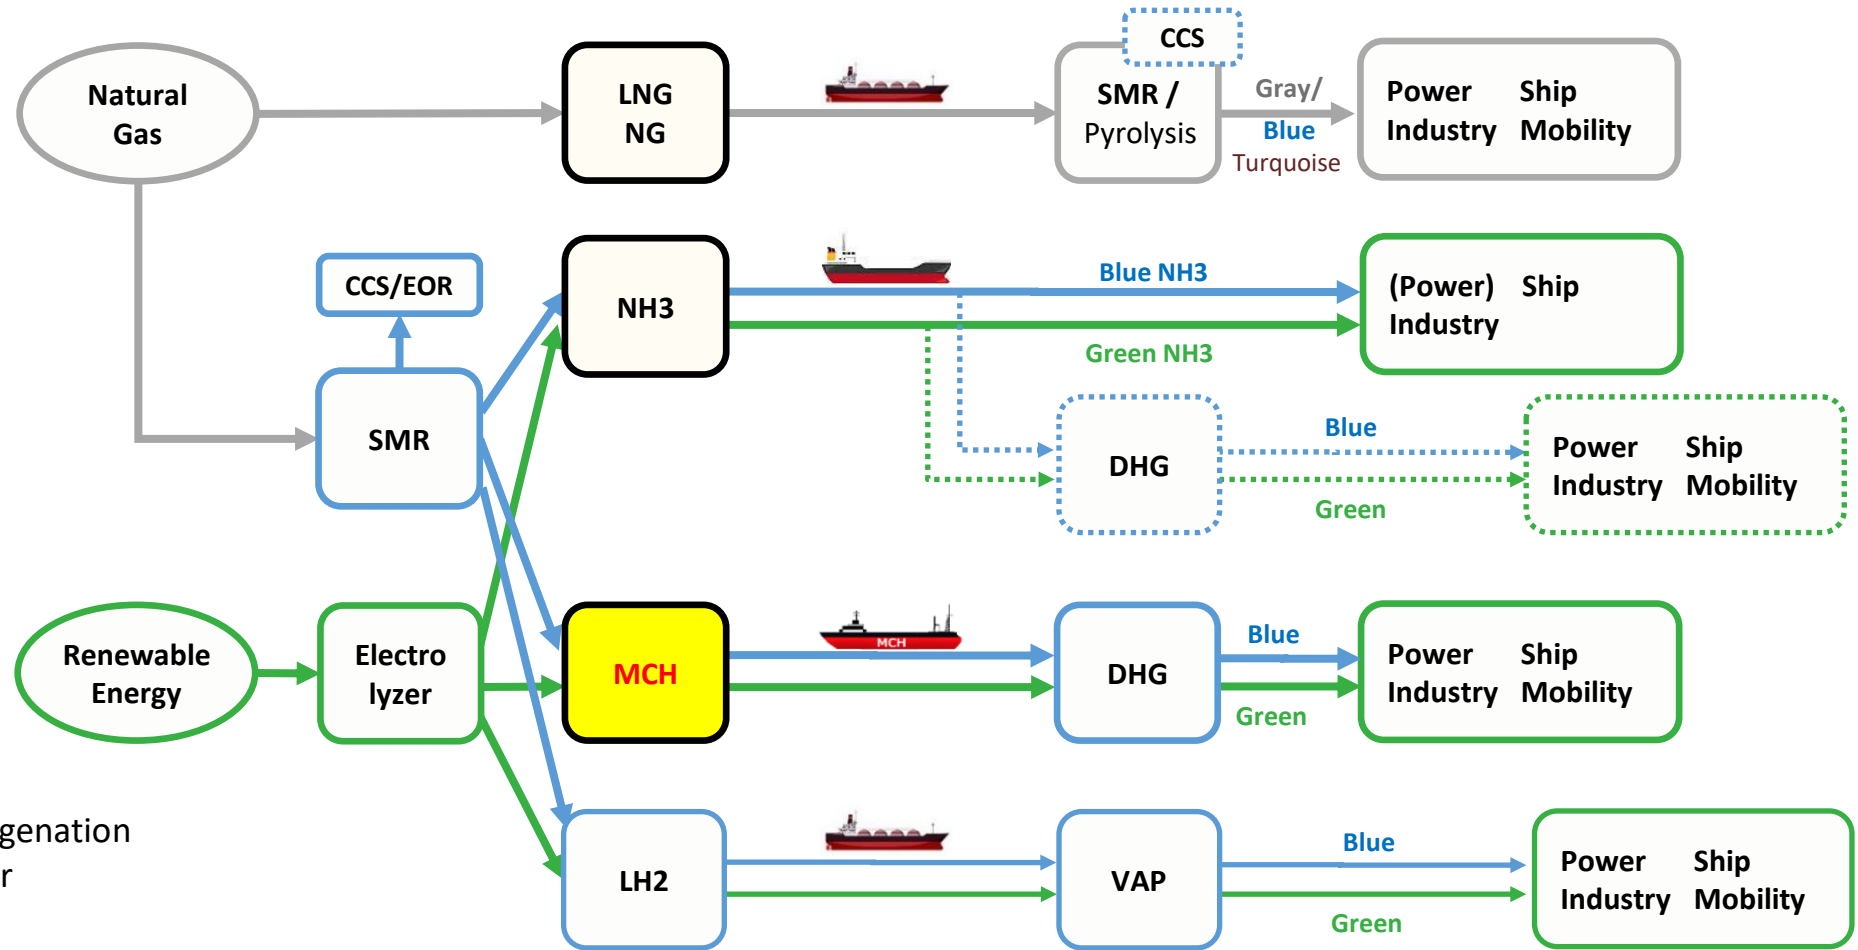 CCS
Natural
Gas
LNG
NG
SMR /
Pyrolysis
Gray/
Blue
Turquoise
Power Ship
Industry Mobility
CCS/EOR
NH3
Blue NH3
Green NH3
(Power) Ship
Industry
SMR
DHG
Blue
Green
Power Ship
Industry Mobility
Renewable
Energy
Electro
lyzer
MCH
MCH
DHG
Blue
Green
Power Ship
Industry Mobility
genation
r
LH2
VAP
Blue
Green
Power Ship
Industry Mobility